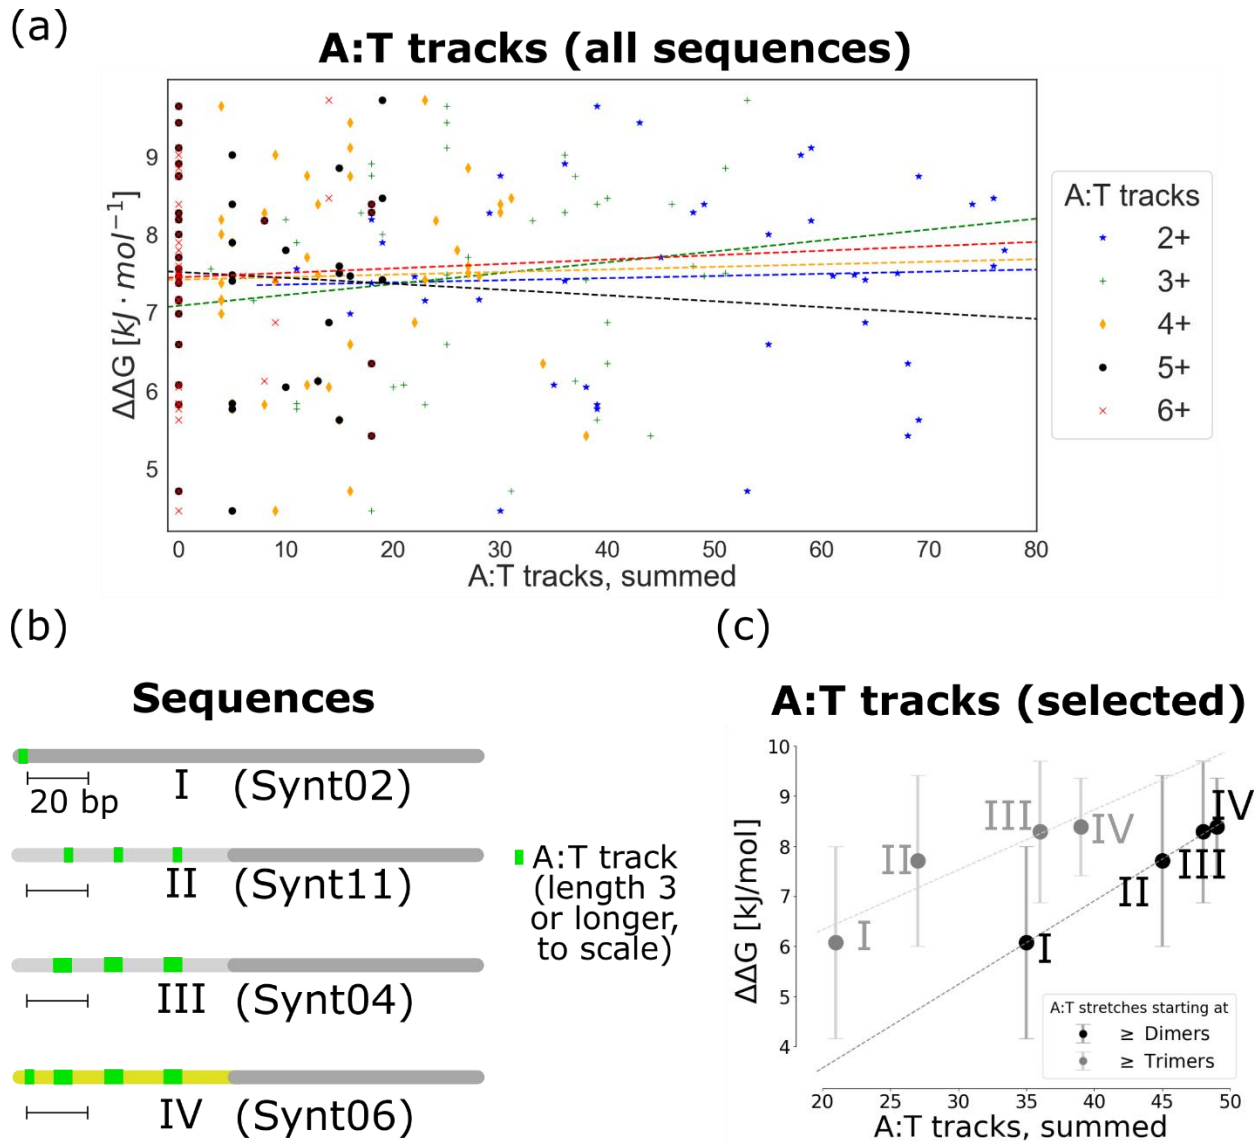 (a)
A:T tracks (all sequences)
ΔΔG [kJ · mol⁻¹]
9
8
7
6
5
0 10 20 30 40 50 60 70 80
A:T tracks, summed
A:T tracks
2+
3+
4+
5+
6+
(b)
Sequences
I (Synt02)
20 bp
II (Synt11)
III (Synt04)
IV (Synt06)
A:T track
(length 3
or longer,
to scale)
(c)
A:T tracks (selected)
ΔΔG [kJ/mol]
10
9
8
7
6
5
4
I
II
III
IV
I
II
III
IV
A:T stretches starting at
≥ Dimers
≥ Trimers
20 25 30 35 40 45 50
A:T tracks, summed